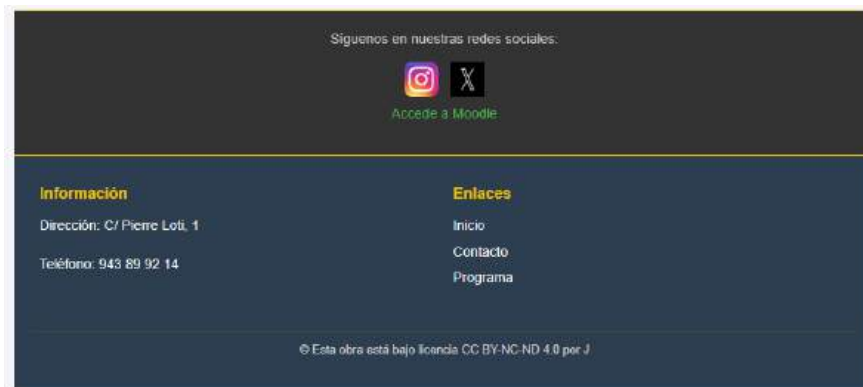 Síguenos en nuestras redes sociales:
Accede a Moodle
Información
Dirección: C/ Pierre Loti, 1
Teléfono: 943 89 92 14
Enlaces
Inicio
Contacto
Programa
© Esta obra está bajo licencia CC BY-NC-ND 4.0 por J